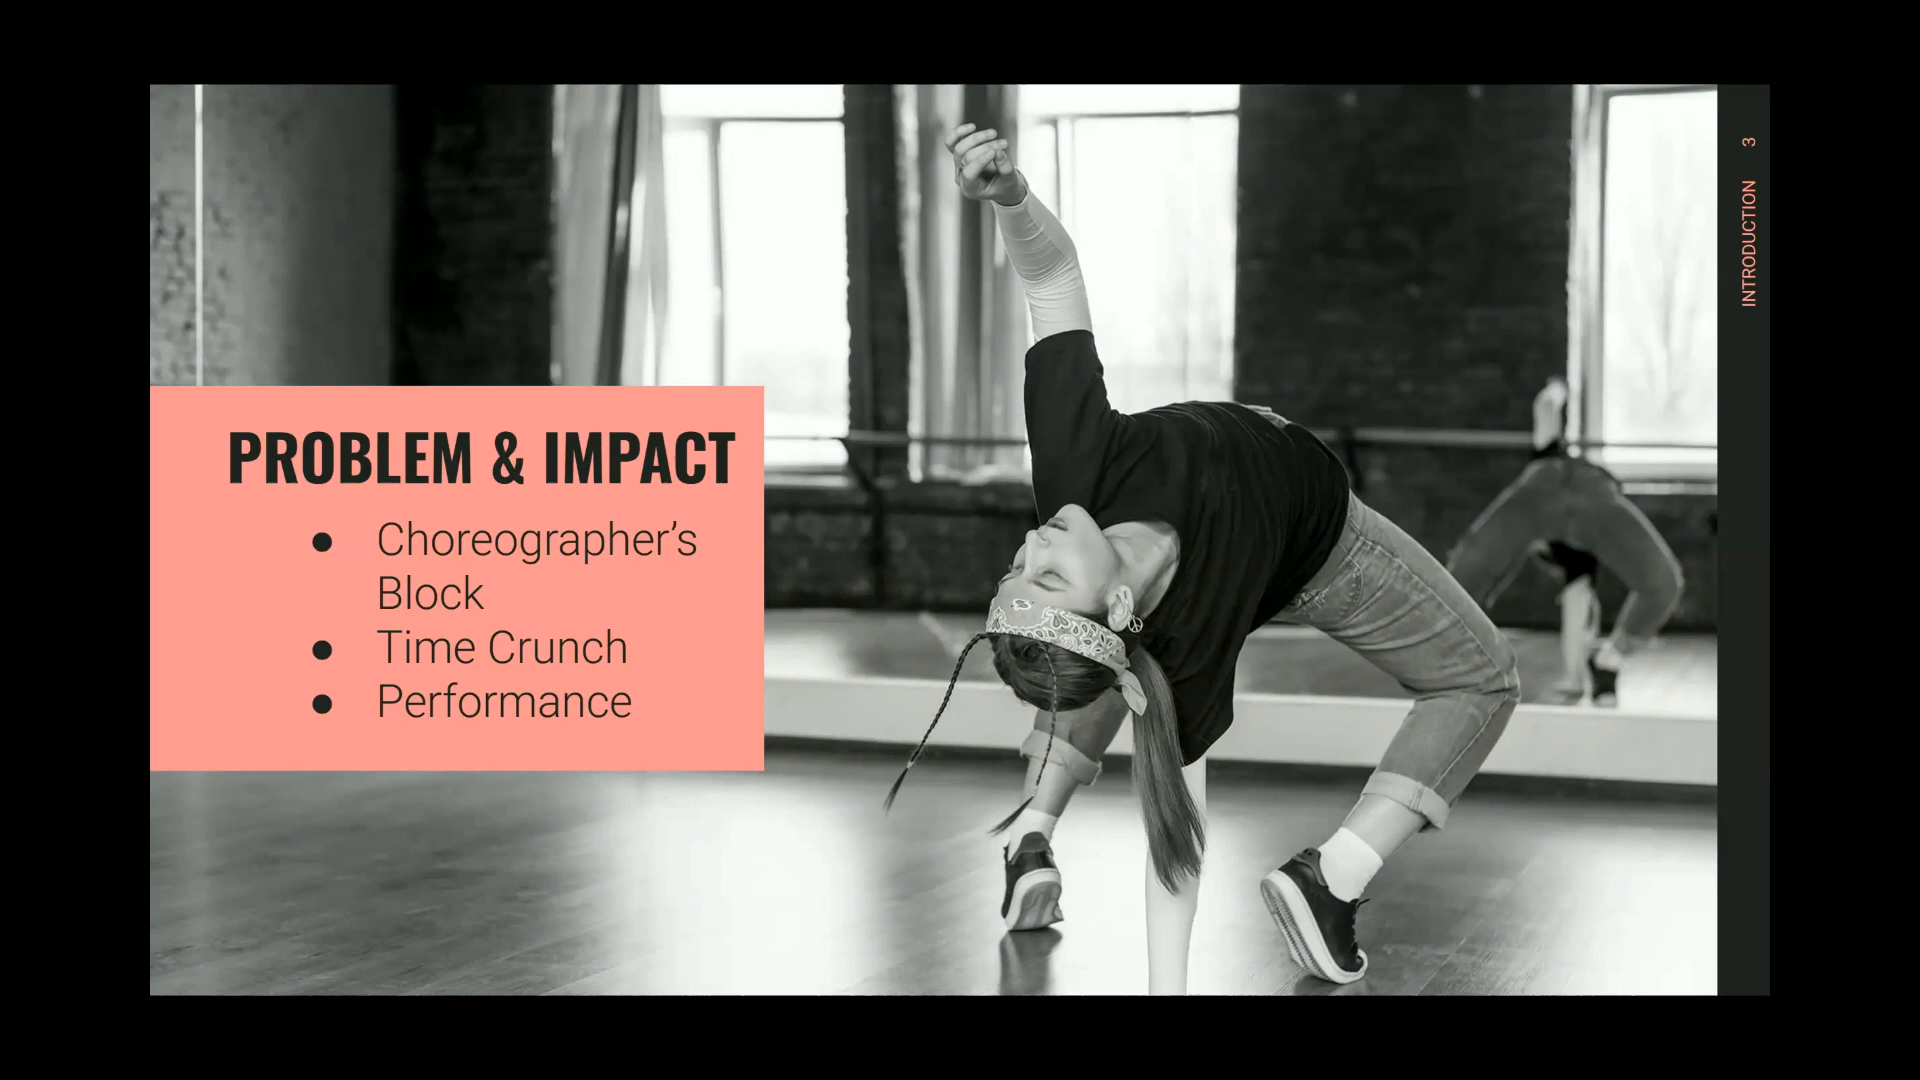 PROBLEM & IMPACT
● Choreographer’s
Block
● Time Crunch
● Performance
INTRODUCTION 3